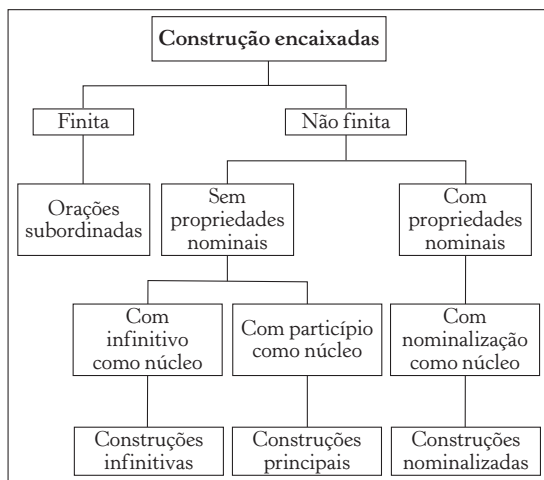 Construção encaixadas
Finita
Não finita
Orações
subordinadas
Sem
propriedades
nominais
Com
propriedades
nominais
Com
infinitivo
como núcleo
Com particípio
como núcleo
Com
nominalização
como núcleo
Construções
infinitivas
Construções
principais
Construções
nominalizadas